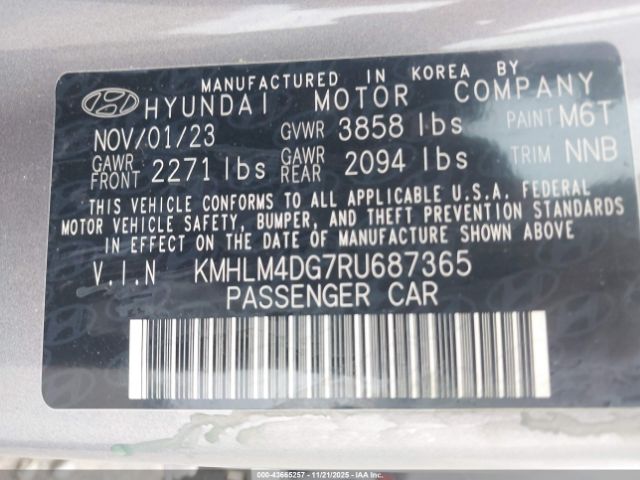 MANUFACTURED IN KOREA BY
HYUNDAI MOTOR COMPANY
NOV/01/23 GVWR 3858 lbs PAINT M6T
GAWR FRONT 2271 lbs GAWR REAR 2094 lbs TRIM NNB
THIS VEHICLE CONFORMS TO ALL APPLICABLE U.S.A. FEDERAL
MOTOR VEHICLE SAFETY, BUMPER, AND THEFT PREVENTION STANDARDS
IN EFFECT ON THE DATE OF MANUFACTURE SHOWN ABOVE.
V.I.N KMHLM4DG7RU687365
PASSENGER CAR
© 43665257 - 11/21/2025 - IAA Inc.